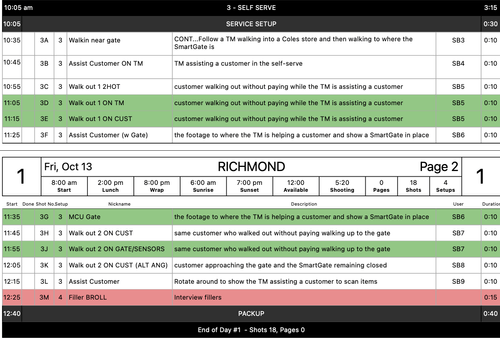 10:05 am 3 - SELF SERVE 3:15
10:05 SERVICE SETUP 0:30
10:35 3A 3 Walkin near gate CONT...Follow a TM walking into a Coles store and then walking to where the SmartGate is SB3 0:10
10:45 3B 3 Assist Customer ON TM TM assisting a customer in the self-serve SB4 0:10
10:55 3C 3 Walk out 1 2HOT customer walking out without paying while the TM is assisting a customer SB5 0:10
11:05 3D 3 Walk out 1 ON TM customer walking out without paying while the TM is assisting a customer SB5 0:10
11:15 3E 3 Walk out 1 ON CUST customer walking out without paying while the TM is assisting a customer SB5 0:10
11:25 3F 3 Assist Customer (w Gate) the footage to where the TM is helping a customer and show a SmartGate in place SB6 0:10
1 Fri, Oct 13 RICHMOND Page 2 1
8:00 am 2:00 pm 8:00 pm 6:00 am 7:00 pm 12:00 5:20 0 18 4
Start Lunch Wrap Sunrise Sunset Available Shooting Pages Shots Setups
Start Done Shot No. Setup Nickname Description User Duration
11:35 3G 3 MCU Gate the footage to where the TM is helping a customer and show a SmartGate in place SB6 0:10
11:45 3H 3 Walk out 2 ON CUST same customer who walked out without paying walking up to the gate SB7 0:10
11:55 3J 3 Walk out 2 ON GATE/SENSORS same customer who walked out without paying walking up to the gate SB7 0:10
12:05 3K 3 Walk out 2 ON CUST (ALT ANG) customer approaching the gate and the SmartGate remaining closed SB8 0:10
12:15 3L 3 Assist Customer Rotate around to show the TM assisting a customer to scan items SB9 0:10
12:25 3M 4 Filler BROLL Interview fillers 0:15
12:40 PACKUP 0:40
End of Day #1 - Shots 18, Pages 0